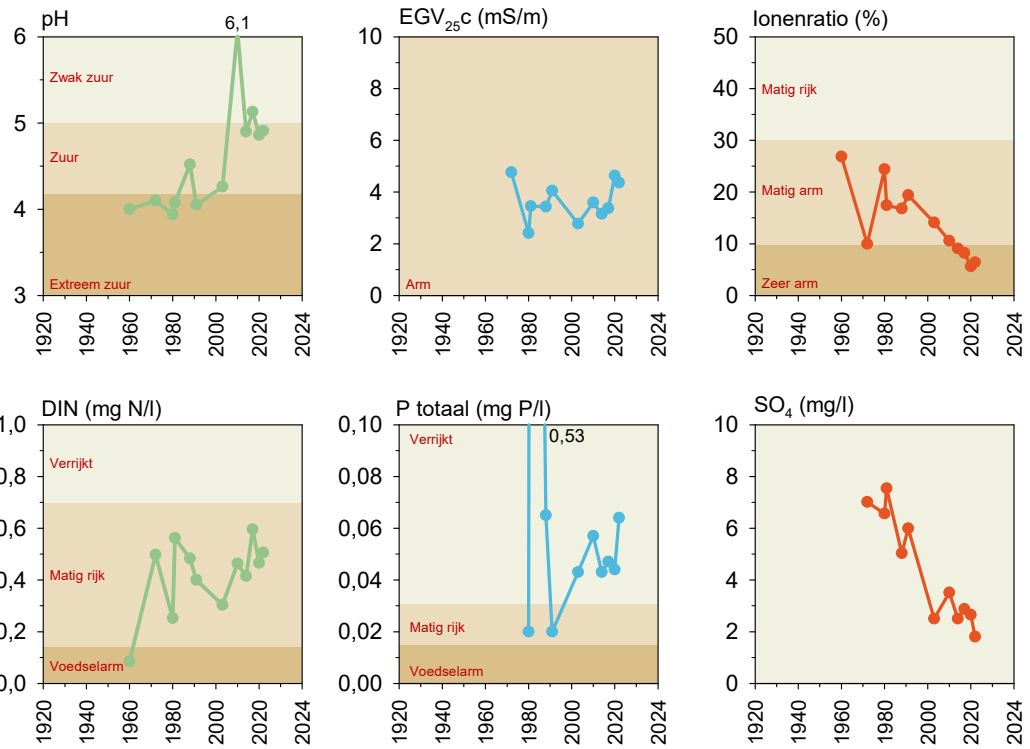 pH
6,1
6
5
4
3
Zwak zuur
Zuur
Extreem zuur
1920 1940 1960 1980 2000 2020 2024
EGV25c (mS/m)
10
8
6
4
2
0
Arm
1920 1940 1960 1980 2000 2020 2024
Ionenratio (%)
50
40
30
20
10
0
Matig rijk
Matig arm
Zeer arm
1920 1940 1960 1980 2000 2020 2024
DIN (mg N/l)
1,0
0,8
0,6
0,4
0,2
0,0
Verrijkt
Matig rijk
Voedselarm
1920 1940 1960 1980 2000 2020 2024
P totaal (mg P/l)
0,53
0,10
0,08
0,06
0,04
0,02
0,00
Verrijkt
Matig rijk
Voedselarm
1920 1940 1960 1980 2000 2020 2024
SO4 (mg/l)
10
8
6
4
2
0
1920 1940 1960 1980 2000 2020 2024